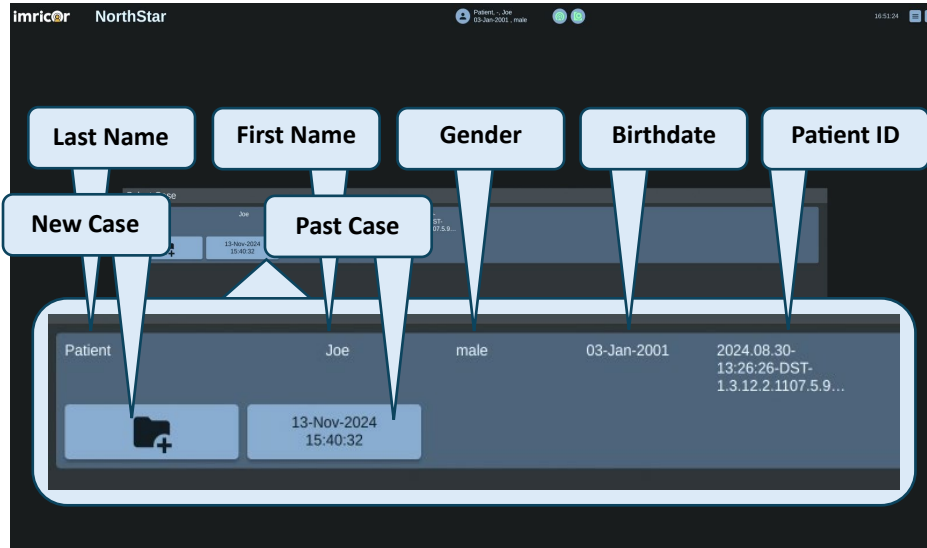 imricor NorthStar
Patient, -, Joe
03-Jan-2001 , male
16:51:24
Last Name
First Name
Gender
Birthdate
Patient ID
New Case
Past Case
Joe
13-Nov-2024
15:40:32
Patient
Joe
male
03-Jan-2001
2024.08.30-
13:26:26-DST-
1.3.12.2.1107.5.9…
13-Nov-2024
15:40:32